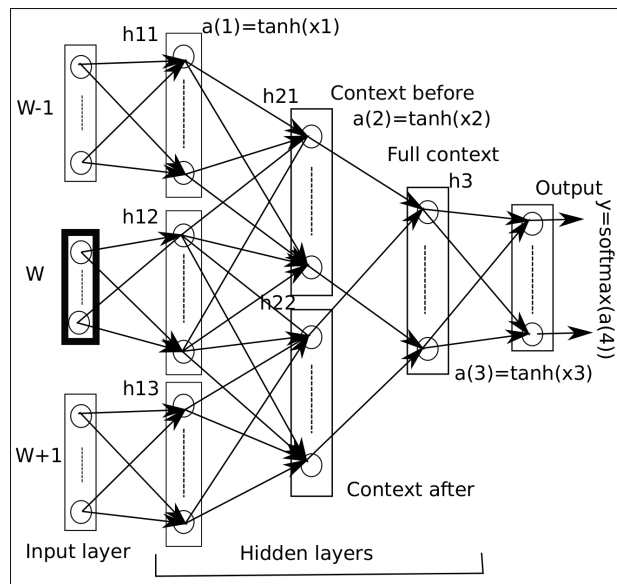 h11
a(1)=tanh(x1)
W-1
h21
Context before
a(2)=tanh(x2)
Full context
h3
Output
y=softmax(a(4))
h12
W
h22
h13
a(3)=tanh(x3)
W+1
Context after
Input layer
Hidden layers